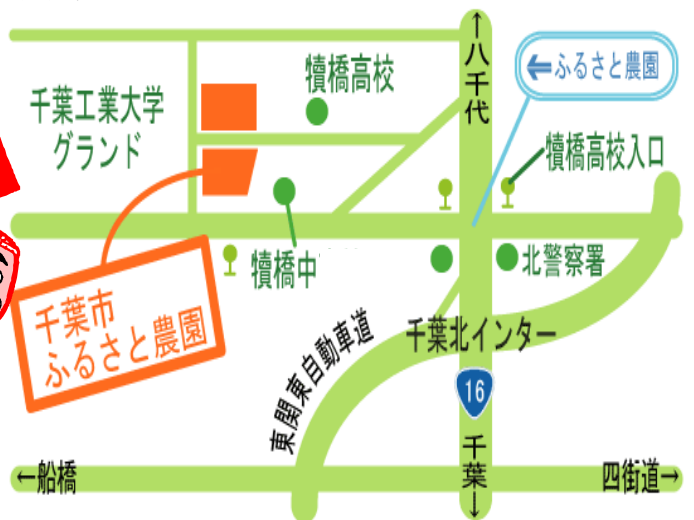 ↑八千代
←ふるさと農園
犢橋高校
千葉工業大学
グランド
犢橋高校入口
犢橋中
北警察署
千葉市
ふるさと農園
千葉北インター
東関東自動車道
16
千葉↓
←船橋
四街道→